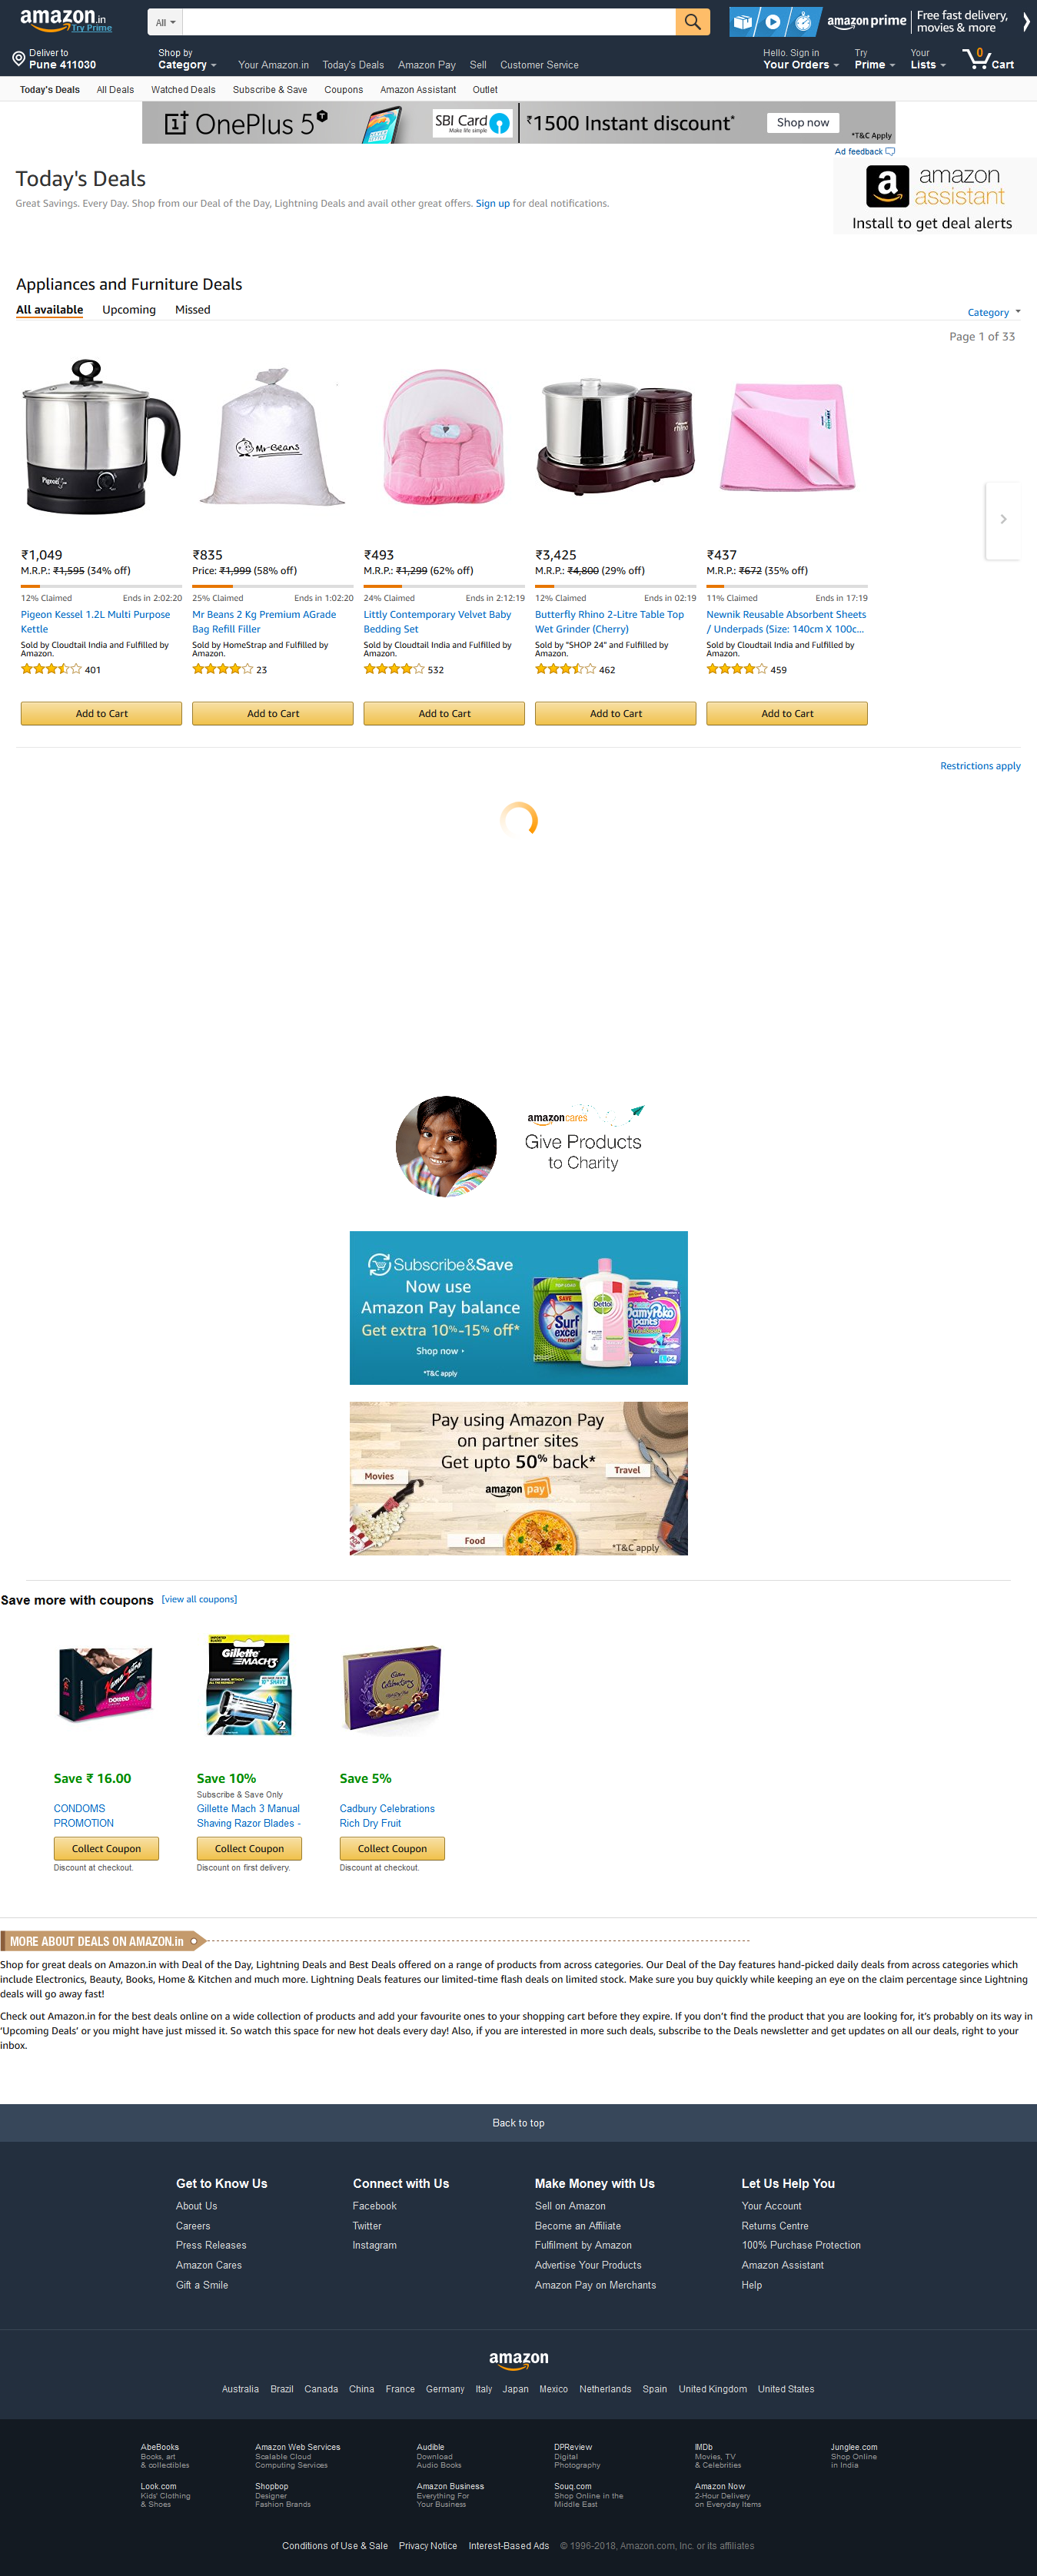 amazon.in
Try Prime
All
amazon prime
Free fast delivery,
movies & more
Deliver to
Pune 411030
Shop by
Category
Your Amazon.in
Today's Deals
Amazon Pay
Sell
Customer Service
Hello. Sign in
Your Orders
Try
Prime
Your
Lists
0
Cart
Today's Deals
All Deals
Watched Deals
Subscribe & Save
Coupons
Amazon Assistant
Outlet
OnePlus 5T
SBI Card
Make life simple
₹1500 Instant discount*
Shop now
*T&C Apply
Ad feedback
Today's Deals
Great Savings. Every Day. Shop from our Deal of the Day, Lightning Deals and avail other great offers. Sign up for deal notifications.
amazon
assistant
Install to get deal alerts
Appliances and Furniture Deals
All available
Upcoming
Missed
Category
Page 1 of 33
Pigeon
Mr-Beans
rhino
₹1,049
M.R.P.: ₹1,595 (34% off)
12% Claimed
Ends in 2:02:20
Pigeon Kessel 1.2L Multi Purpose
Kettle
Sold by Cloudtail India and Fulfilled by
Amazon.
401
Add to Cart
₹835
Price: ₹1,999 (58% off)
25% Claimed
Ends in 1:02:20
Mr Beans 2 Kg Premium AGrade
Bag Refill Filler
Sold by HomeStrap and Fulfilled by
Amazon.
23
Add to Cart
₹493
M.R.P.: ₹1,299 (62% off)
24% Claimed
Ends in 2:12:19
Littly Contemporary Velvet Baby
Bedding Set
Sold by Cloudtail India and Fulfilled by
Amazon.
532
Add to Cart
₹3,425
M.R.P.: ₹4,800 (29% off)
12% Claimed
Ends in 02:19
Butterfly Rhino 2-Litre Table Top
Wet Grinder (Cherry)
Sold by "SHOP 24" and Fulfilled by
Amazon.
462
Add to Cart
₹437
M.R.P.: ₹672 (35% off)
11% Claimed
Ends in 17:19
Newnik Reusable Absorbent Sheets
/ Underpads (Size: 140cm X 100c...
Sold by Cloudtail India and Fulfilled by
Amazon.
459
Add to Cart
Restrictions apply
amazoncares
Give Products
to Charity
Subscribe&Save
Now use
Amazon Pay balance
Get extra 10%-15% off*
Shop now
*T&C apply
SAVE
Surf
excel
matic
Dettol
MamyPoko
pants
Pay using Amazon Pay
on partner sites
Get upto 50% back*
Movies
Travel
amazon pay
Food
*T&C apply
Save more with coupons
[view all coupons]
KamaSutra
DOTTED
Gillette
MACH3
2
Cadbury
Celebrations
Save ₹ 16.00
CONDOMS
PROMOTION
Collect Coupon
Discount at checkout.
Save 10%
Subscribe & Save Only
Gillette Mach 3 Manual
Shaving Razor Blades -
Collect Coupon
Discount on first delivery.
Save 5%
Cadbury Celebrations
Rich Dry Fruit
Collect Coupon
Discount at checkout.
MORE ABOUT DEALS ON AMAZON.in
Shop for great deals on Amazon.in with Deal of the Day, Lightning Deals and Best Deals offered on a range of products from across categories. Our Deal of the Day features hand-picked daily deals from across categories which
include Electronics, Beauty, Books, Home & Kitchen and much more. Lightning Deals features our limited-time flash deals on limited stock. Make sure you buy quickly while keeping an eye on the claim percentage since Lightning
deals will go away fast!
Check out Amazon.in for the best deals online on a wide collection of products and add your favourite ones to your shopping cart before they expire. If you don’t find the product that you are looking for, it’s probably on its way in
‘Upcoming Deals’ or you might have just missed it. So watch this space for new hot deals every day! Also, if you are interested in more such deals, subscribe to the Deals newsletter and get updates on all our deals, right to your
inbox.
Back to top
Get to Know Us
About Us
Careers
Press Releases
Amazon Cares
Gift a Smile
Connect with Us
Facebook
Twitter
Instagram
Make Money with Us
Sell on Amazon
Become an Affiliate
Fulfilment by Amazon
Advertise Your Products
Amazon Pay on Merchants
Let Us Help You
Your Account
Returns Centre
100% Purchase Protection
Amazon Assistant
Help
amazon
Australia Brazil Canada China France Germany Italy Japan Mexico Netherlands Spain United Kingdom United States
AbeBooks
Books, art
& collectibles
Amazon Web Services
Scalable Cloud
Computing Services
Audible
Download
Audio Books
DPReview
Digital
Photography
IMDb
Movies, TV
& Celebrities
Junglee.com
Shop Online
in India
Look.com
Kids' Clothing
& Shoes
Shopbop
Designer
Fashion Brands
Amazon Business
Everything For
Your Business
Souq.com
Shop Online in the
Middle East
Amazon Now
2-Hour Delivery
on Everyday Items
Conditions of Use & Sale Privacy Notice Interest-Based Ads © 1996-2018, Amazon.com, Inc. or its affiliates